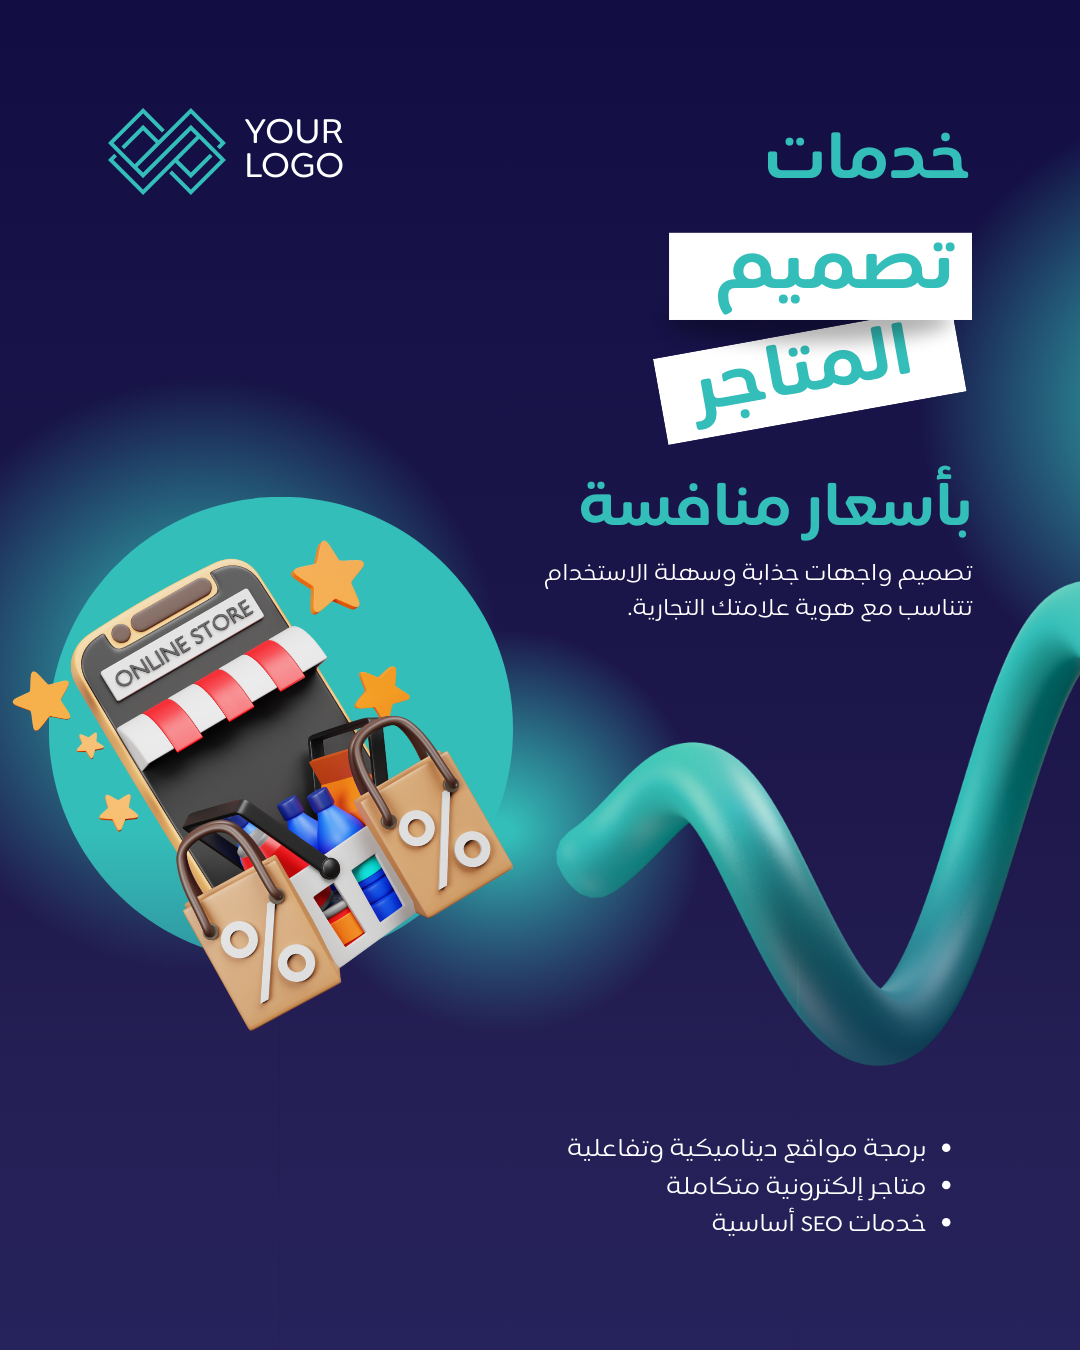 YOUR
LOGO
خدمات
تصميم
المتاجر
بأسعار منافسة
تصميم واجهات جذابة وسهلة الاستخدام
تتناسب مع هوية علامتك التجارية.
ONLINE STORE
%
%
• برمجة مواقع ديناميكية وتفاعلية
• متاجر إلكترونية متكاملة
• خدمات SEO أساسية